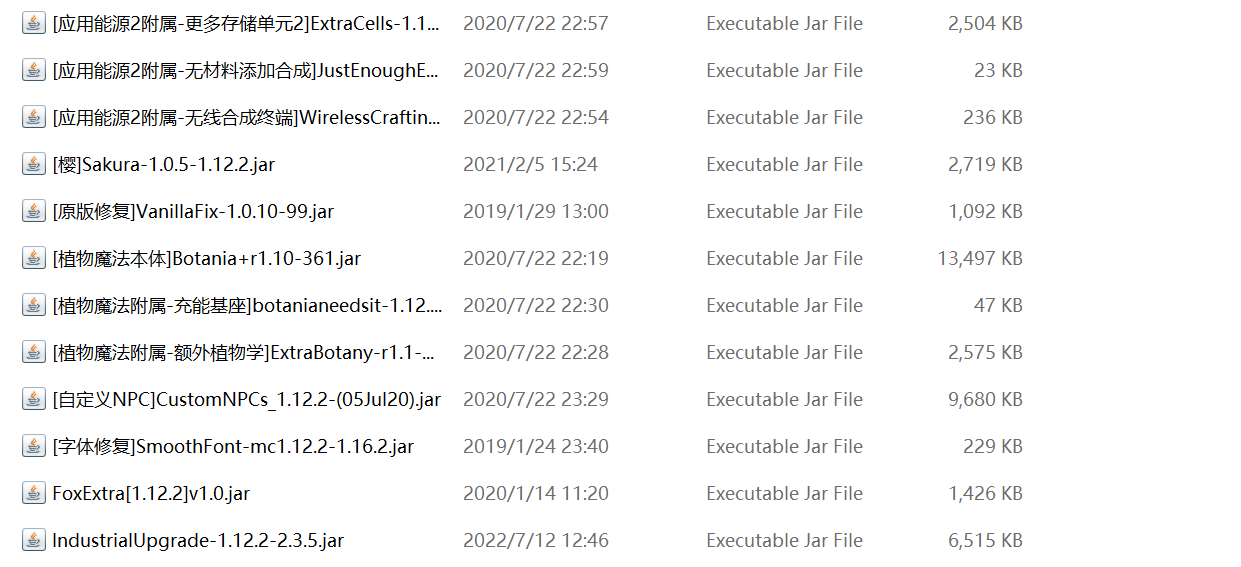 [应用能源2附属-更多存储单元2]ExtraCells-1.1... 2020/7/22 22:57 Executable Jar File 2,504 KB
[应用能源2附属-无材料添加合成]JustEnoughE... 2020/7/22 22:59 Executable Jar File 23 KB
[应用能源2附属-无线合成终端]WirelessCraftin... 2020/7/22 22:54 Executable Jar File 236 KB
[樱]Sakura-1.0.5-1.12.2.jar 2021/2/5 15:24 Executable Jar File 2,719 KB
[原版修复]VanillaFix-1.0.10-99.jar 2019/1/29 13:00 Executable Jar File 1,092 KB
[植物魔法本体]Botania+r1.10-361.jar 2020/7/22 22:19 Executable Jar File 13,497 KB
[植物魔法附属-充能基座]botanianeedsit-1.12.... 2020/7/22 22:30 Executable Jar File 47 KB
[植物魔法附属-额外植物学]ExtraBotany-r1.1-... 2020/7/22 22:28 Executable Jar File 2,575 KB
[自定义NPC]CustomNPCs_1.12.2-(05Jul20).jar 2020/7/22 23:29 Executable Jar File 9,680 KB
[字体修复]SmoothFont-mc1.12.2-1.16.2.jar 2019/1/24 23:40 Executable Jar File 229 KB
FoxExtra[1.12.2]v1.0.jar 2020/1/14 11:20 Executable Jar File 1,426 KB
IndustrialUpgrade-1.12.2-2.3.5.jar 2022/7/12 12:46 Executable Jar File 6,515 KB